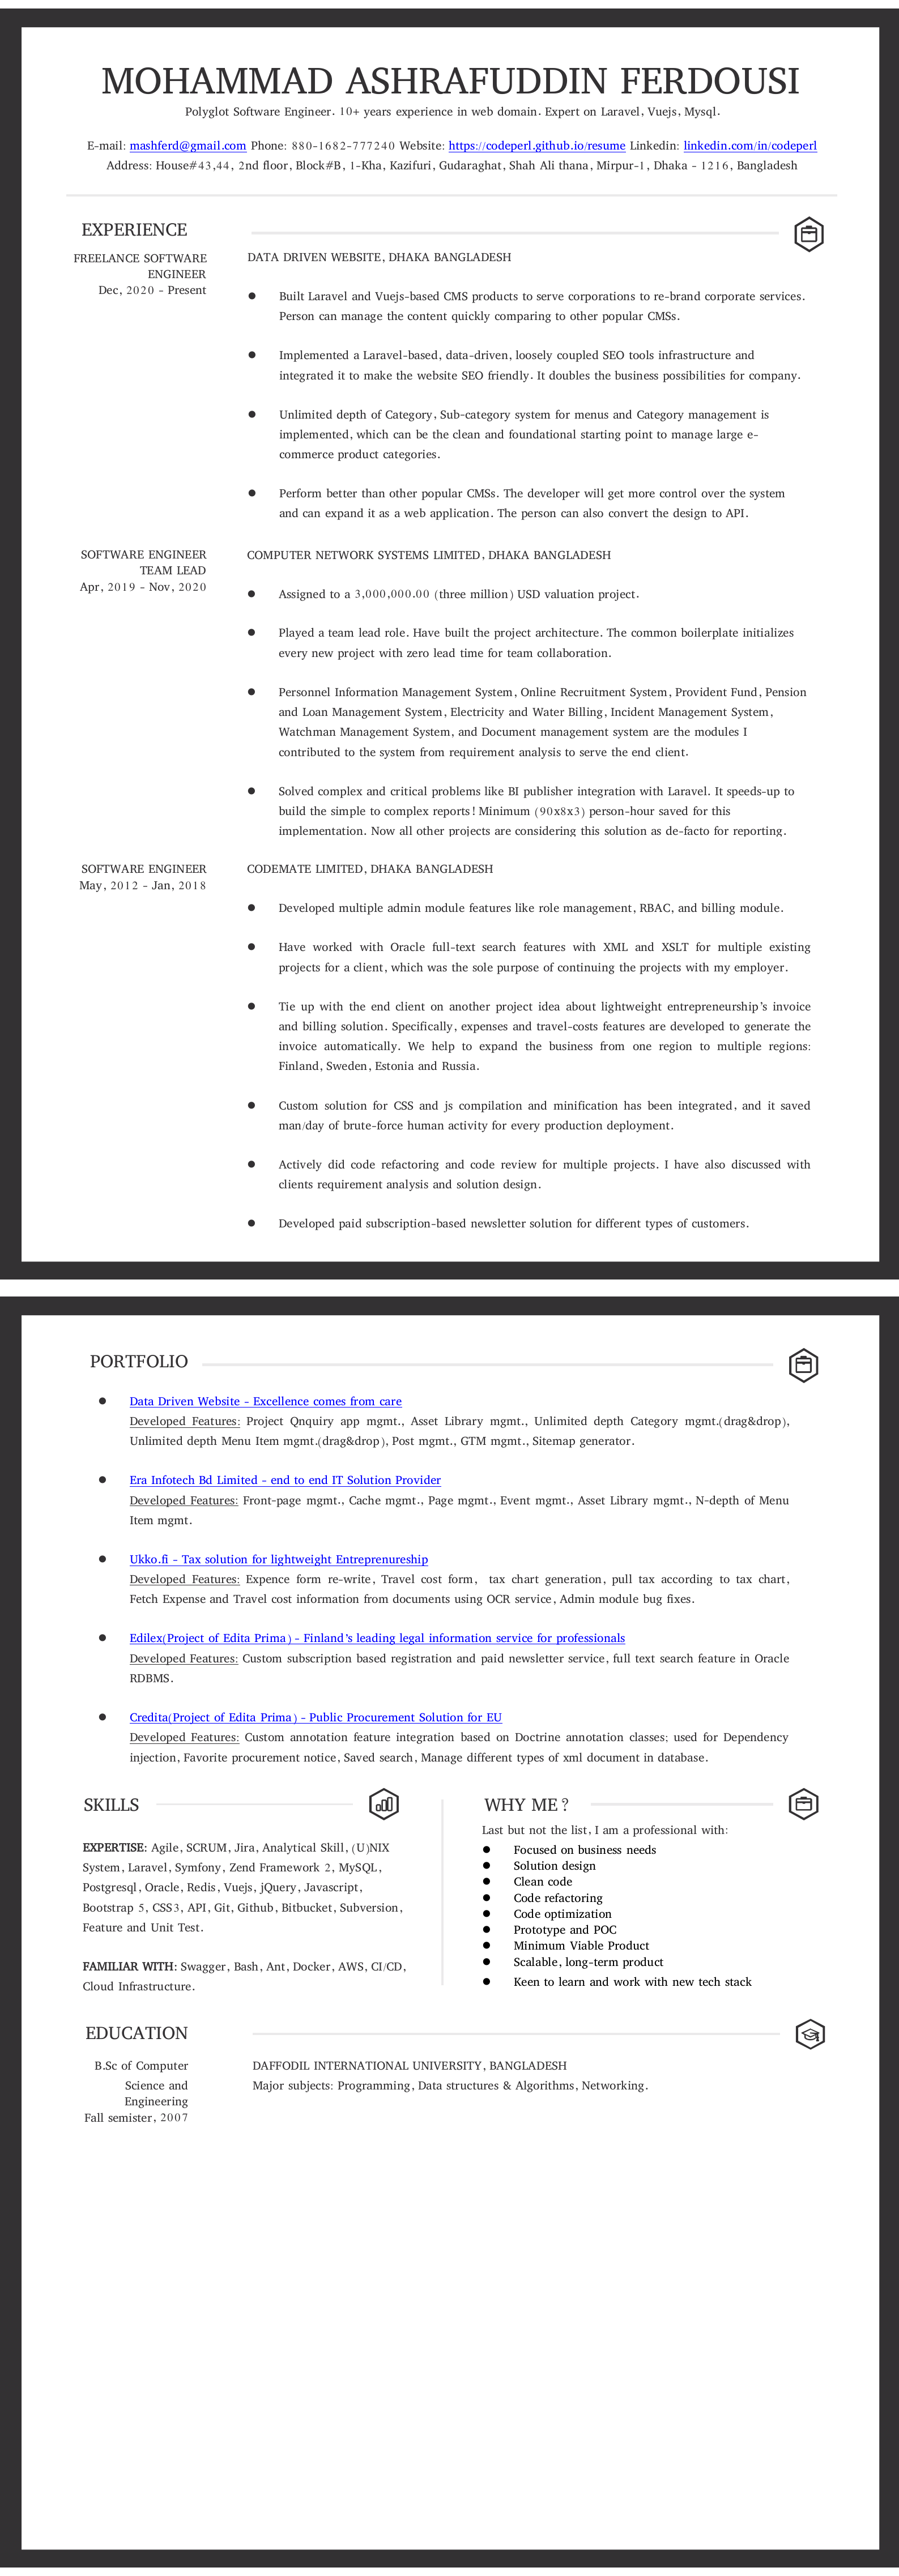 MOHAMMAD ASHRAFUDDIN FERDOUSI
Polyglot Software Engineer. 10+ years experience in web domain. Expert on Laravel, Vuejs, Mysql.
E-mail: mashferd@gmail.com Phone: 880-1682-777240 Website: https://codeperl.github.io/resume Linkedin: linkedin.com/in/codeperl
Address: House#43,44, 2nd floor, Block#B, 1-Kha, Kazifuri, Gudaraghat, Shah Ali thana, Mirpur-1, Dhaka - 1216, Bangladesh
EXPERIENCE
FREELANCE SOFTWARE
ENGINEER
Dec, 2020 - Present
DATA DRIVEN WEBSITE, DHAKA BANGLADESH
● Built Laravel and Vuejs-based CMS products to serve corporations to re-brand corporate services.
Person can manage the content quickly comparing to other popular CMSs.
● Implemented a Laravel-based, data-driven, loosely coupled SEO tools infrastructure and
integrated it to make the website SEO friendly. It doubles the business possibilities for company.
● Unlimited depth of Category, Sub-category system for menus and Category management is
implemented, which can be the clean and foundational starting point to manage large e-
commerce product categories.
● Perform better than other popular CMSs. The developer will get more control over the system
and can expand it as a web application. The person can also convert the design to API.
SOFTWARE ENGINEER
TEAM LEAD
Apr, 2019 - Nov, 2020
COMPUTER NETWORK SYSTEMS LIMITED, DHAKA BANGLADESH
● Assigned to a 3,000,000.00 (three million) USD valuation project.
● Played a team lead role. Have built the project architecture. The common boilerplate initializes
every new project with zero lead time for team collaboration.
● Personnel Information Management System, Online Recruitment System, Provident Fund, Pension
and Loan Management System, Electricity and Water Billing, Incident Management System,
Watchman Management System, and Document management system are the modules I
contributed to the system from requirement analysis to serve the end client.
● Solved complex and critical problems like BI publisher integration with Laravel. It speeds-up to
build the simple to complex reports! Minimum (90x8x3) person-hour saved for this
implementation. Now all other projects are considering this solution as de-facto for reporting.
SOFTWARE ENGINEER
May, 2012 - Jan, 2018
CODEMATE LIMITED, DHAKA BANGLADESH
● Developed multiple admin module features like role management, RBAC, and billing module.
● Have worked with Oracle full-text search features with XML and XSLT for multiple existing
projects for a client, which was the sole purpose of continuing the projects with my employer.
● Tie up with the end client on another project idea about lightweight entrepreneurship's invoice
and billing solution. Specifically, expenses and travel-costs features are developed to generate the
invoice automatically. We help to expand the business from one region to multiple regions:
Finland, Sweden, Estonia and Russia.
● Custom solution for CSS and js compilation and minification has been integrated, and it saved
man/day of brute-force human activity for every production deployment.
● Actively did code refactoring and code review for multiple projects. I have also discussed with
clients requirement analysis and solution design.
● Developed paid subscription-based newsletter solution for different types of customers.
PORTFOLIO
● Data Driven Website - Excellence comes from care
Developed Features: Project Qnquiry app mgmt., Asset Library mgmt., Unlimited depth Category mgmt.(drag&drop),
Unlimited depth Menu Item mgmt.(drag&drop), Post mgmt., GTM mgmt., Sitemap generator.
● Era Infotech Bd Limited - end to end IT Solution Provider
Developed Features: Front-page mgmt., Cache mgmt., Page mgmt., Event mgmt., Asset Library mgmt., N-depth of Menu
Item mgmt.
● Ukko.fi - Tax solution for lightweight Entreprenureship
Developed Features: Expence form re-write, Travel cost form, tax chart generation, pull tax according to tax chart,
Fetch Expense and Travel cost information from documents using OCR service, Admin module bug fixes.
● Edilex(Project of Edita Prima) - Finland's leading legal information service for professionals
Developed Features: Custom subscription based registration and paid newsletter service, full text search feature in Oracle
RDBMS.
● Credita(Project of Edita Prima) - Public Procurement Solution for EU
Developed Features: Custom annotation feature integration based on Doctrine annotation classes; used for Dependency
injection, Favorite procurement notice, Saved search, Manage different types of xml document in database.
SKILLS
EXPERTISE: Agile, SCRUM, Jira, Analytical Skill, (U)NIX
System, Laravel, Symfony, Zend Framework 2, MySQL,
Postgresql, Oracle, Redis, Vuejs, jQuery, Javascript,
Bootstrap 5, CSS3, API, Git, Github, Bitbucket, Subversion,
Feature and Unit Test.
FAMILIAR WITH: Swagger, Bash, Ant, Docker, AWS, CI/CD,
Cloud Infrastructure.
WHY ME?
Last but not the list, I am a professional with:
● Focused on business needs
● Solution design
● Clean code
● Code refactoring
● Code optimization
● Prototype and POC
● Minimum Viable Product
● Scalable, long-term product
● Keen to learn and work with new tech stack
EDUCATION
B.Sc of Computer
Science and
Engineering
Fall semister, 2007
DAFFODIL INTERNATIONAL UNIVERSITY, BANGLADESH
Major subjects: Programming, Data structures & Algorithms, Networking.